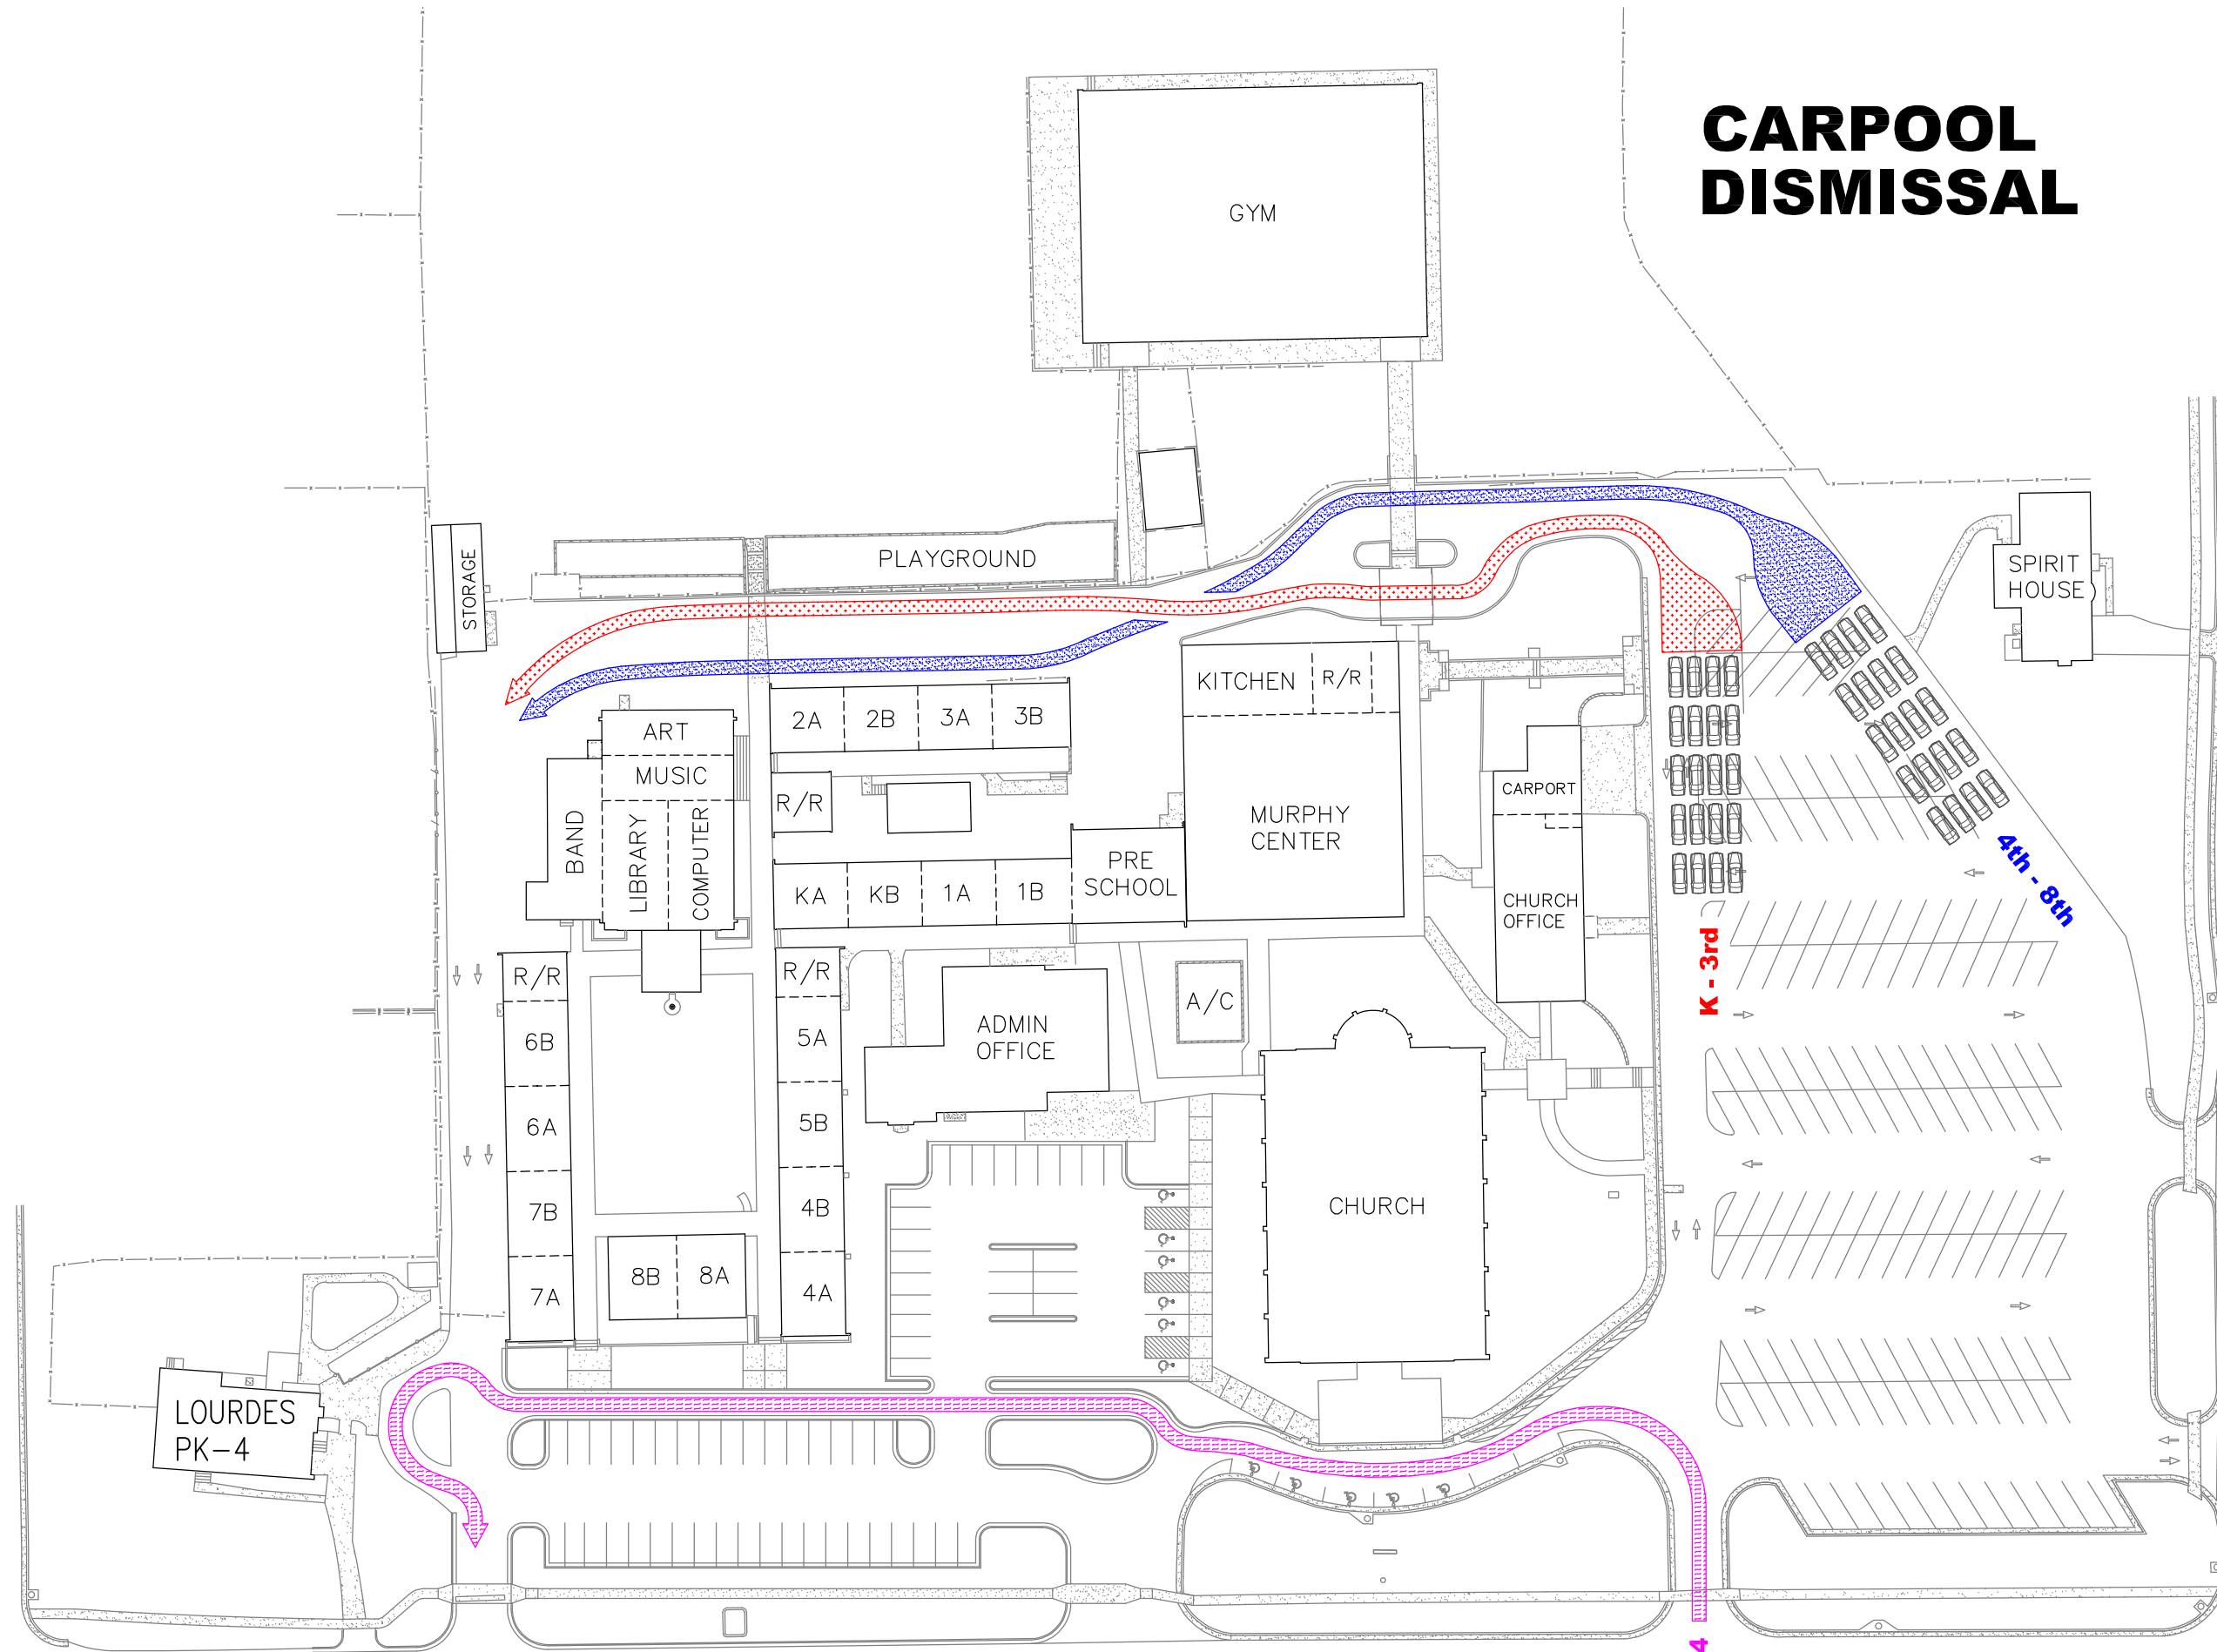 CARPOOL
DISMISSAL
GYM
PLAYGROUND
STORAGE
SPIRIT
HOUSE
KITCHEN
R/R
2A
2B
3A
3B
ART
MUSIC
BAND
LIBRARY
COMPUTER
R/R
MURPHY
CENTER
CARPORT
CHURCH
OFFICE
PRE
SCHOOL
KA
KB
1A
1B
4th - 8th
K - 3rd
R/R
6B
6A
7B
7A
R/R
5A
5B
4B
4A
8B
8A
ADMIN
OFFICE
A/C
CHURCH
LOURDES
PK-4
4